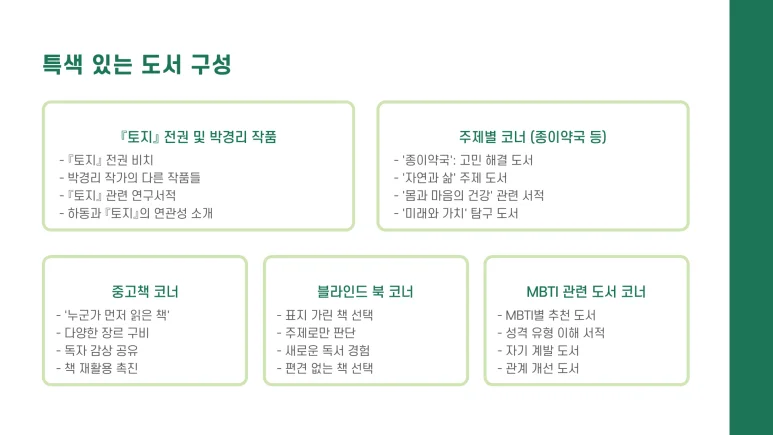 특색 있는 도서 구성
『토지』 전권 및 박경리 작품
- 『토지』 전권 비치
- 박경리 작가의 다른 작품들
- 『토지』 관련 연구서적
- 하동과 『토지』의 연관성 소개
주제별 코너 (종이약국 등)
- '종이약국': 고민 해결 도서
- '자연과 삶' 주제 도서
- '몸과 마음의 건강' 관련 서적
- '미래와 가치' 탐구 도서
중고책 코너
- '누군가 먼저 읽은 책'
- 다양한 장르 구비
- 독자 감상 공유
- 책 재활용 촉진
블라인드 북 코너
- 표지 가린 책 선택
- 주제로만 판단
- 새로운 독서 경험
- 편견 없는 책 선택
MBTI 관련 도서 코너
- MBTI별 추천 도서
- 성격 유형 이해 서적
- 자기 계발 도서
- 관계 개선 도서